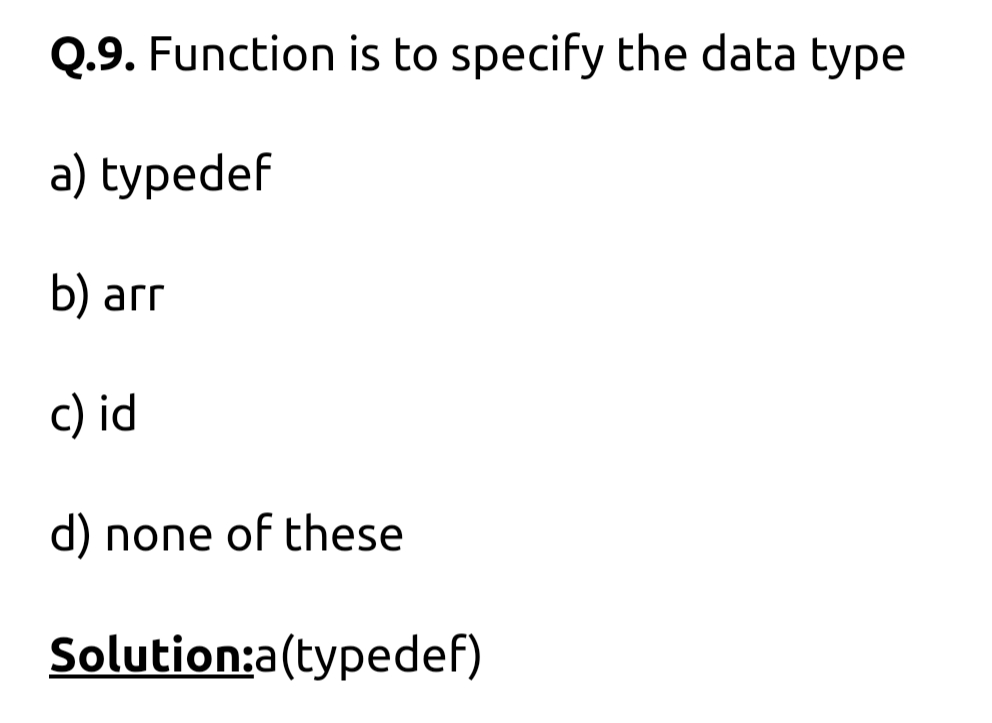 Q.9. Function is to specify the data type
a) typedef
b) arr
c) id
d) none of these
Solution:a(typedef)